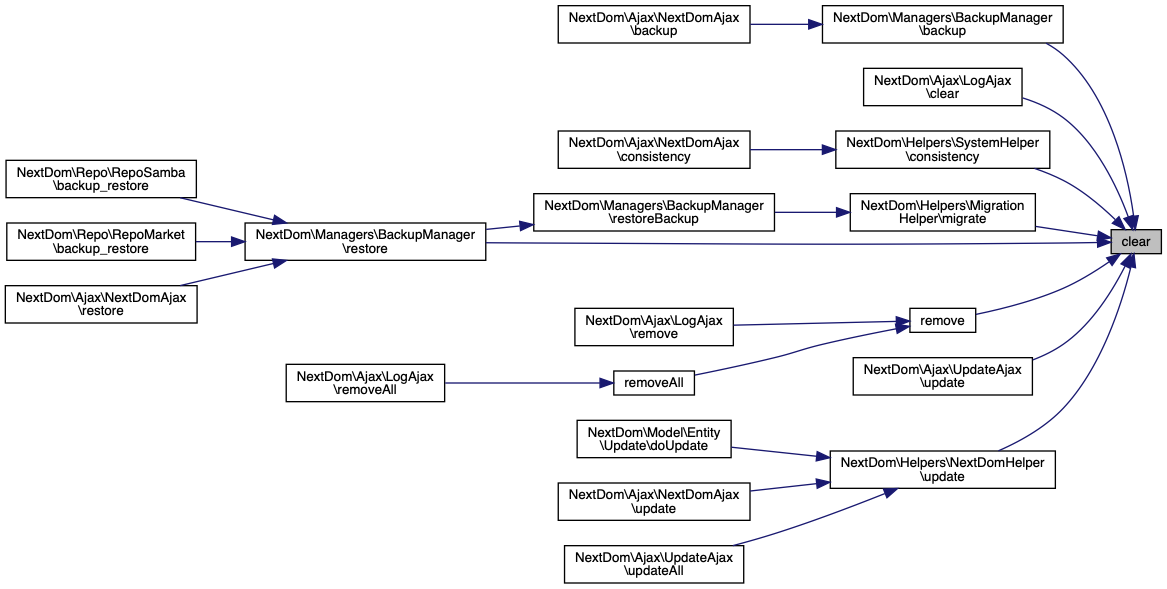 NextDom\Ajax\NextDomAjax
\backup
NextDom\Managers\BackupManager
\backup
NextDom\Ajax\LogAjax
\clear
NextDom\Ajax\NextDomAjax
\consistency
NextDom\Helpers\SystemHelper
\consistency
NextDom\Repo\RepoSamba
\backup_restore
NextDom\Managers\BackupManager
\restoreBackup
NextDom\Helpers\Migration
Helper\migrate
NextDom\Repo\RepoMarket
\backup_restore
NextDom\Managers\BackupManager
\restore
clear
NextDom\Ajax\NextDomAjax
\restore
NextDom\Ajax\LogAjax
\remove
remove
NextDom\Ajax\LogAjax
\removeAll
removeAll
NextDom\Ajax\UpdateAjax
\update
NextDom\Model\Entity
\Update\doUpdate
NextDom\Helpers\NextDomHelper
\update
NextDom\Ajax\NextDomAjax
\update
NextDom\Ajax\UpdateAjax
\updateAll